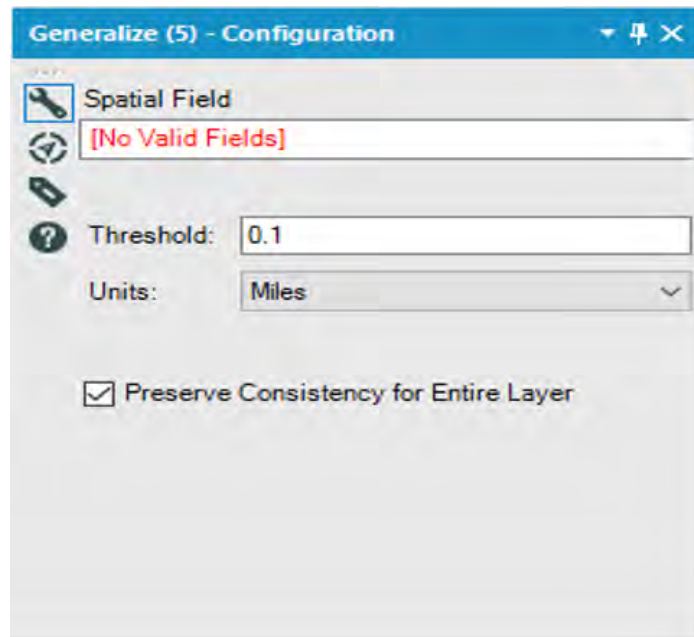 Generalize (5) - Configuration
Spatial Field
[No Valid Fields]
Threshold: 0.1
Units: Miles
Preserve Consistency for Entire Layer